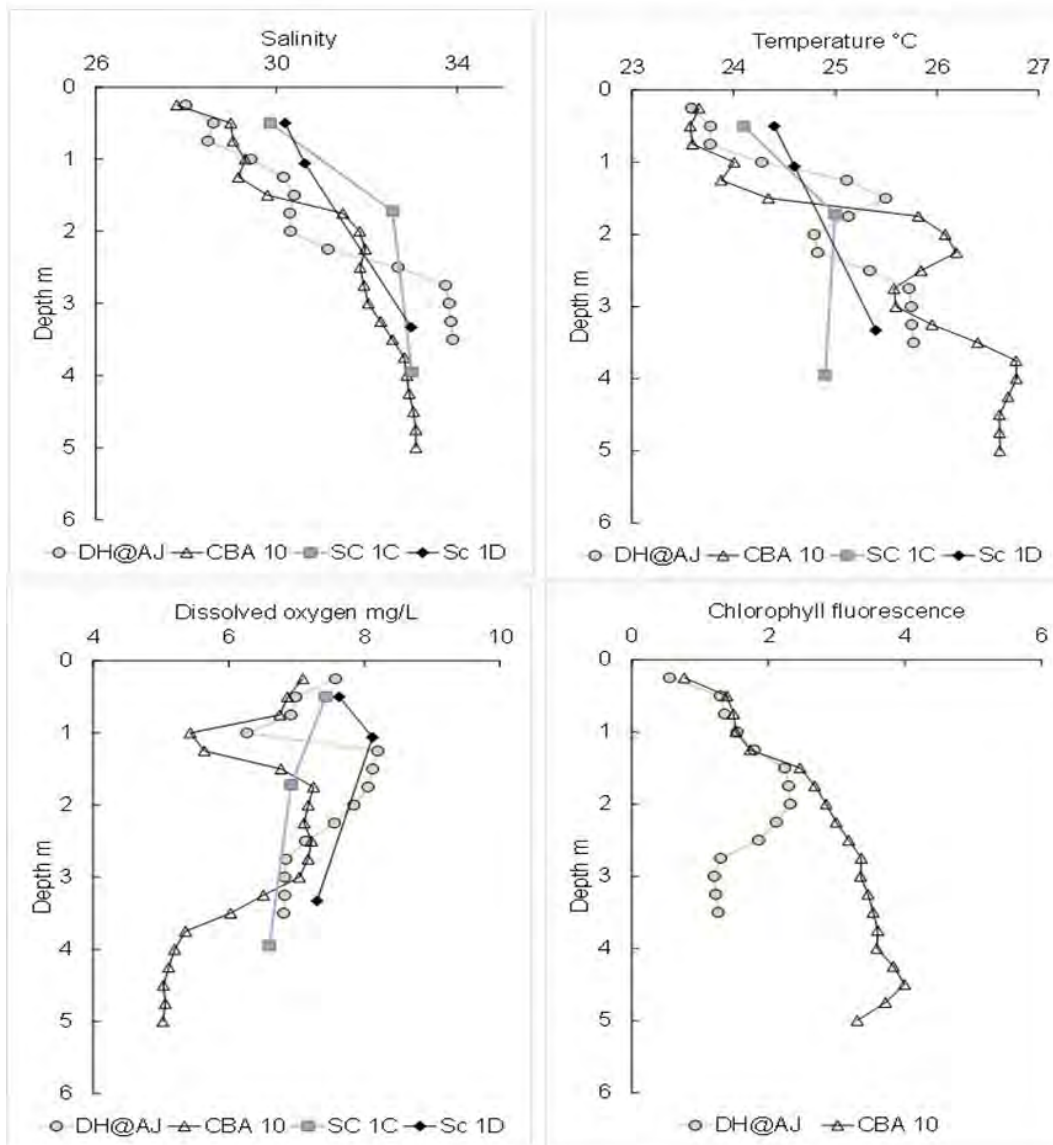 Salinity
26 30 34
0
1
2
3
4
5
6
Depth m
DH@AJ CBA 10 SC 1C Sc 1D
Temperature °C
23 24 25 26 27
0
1
2
3
4
5
6
Depth m
DH@AJ CBA 10 SC 1C Sc 1D
Dissolved oxygen mg/L
4 6 8 10
0
1
2
3
4
5
6
Depth m
DH@AJ CBA 10 SC 1C Sc 1D
Chlorophyll fluorescence
0 2 4 6
0
1
2
3
4
5
6
Depth m
DH@AJ CBA 10